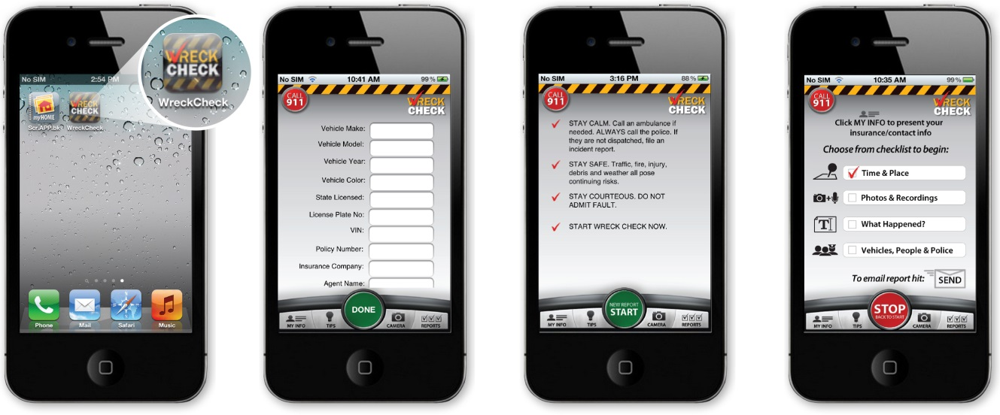 No SIM 2:54 PM
WRECK
CHECK
WreckCheck
myHOME
WRECK
CHECK
Scr.APP.bk WreckCheck
Phone Mail Safari Music
No SIM 10:41 AM 99%
CALL
911
WRECK
CHECK
Vehicle Make:
Vehicle Model:
Vehicle Year:
Vehicle Color:
State Licensed:
License Plate No:
VIN:
Policy Number:
Insurance Company:
Agent Name:
DONE
MY INFO TIPS CAMERA REPORTS
No SIM 3:16 PM 88%
CALL
911
WRECK
CHECK
STAY CALM. Call an ambulance if
needed. ALWAYS call the police. If
they are not dispatched, file an
incident report.
STAY SAFE. Traffic, fire, injury,
debris and weather all pose
continuing risks.
STAY COURTEOUS. DO NOT
ADMIT FAULT.
START WRECK CHECK NOW.
NEW REPORT
START
MY INFO TIPS CAMERA REPORTS
No SIM 10:35 AM 99%
CALL
911
WRECK
CHECK
Click MY INFO to present your
insurance/contact info
Choose from checklist to begin:
Time & Place
Photos & Recordings
T What Happened?
Vehicles, People & Police
To email report hit: SEND
STOP
BACK TO START
MY INFO TIPS CAMERA REPORTS